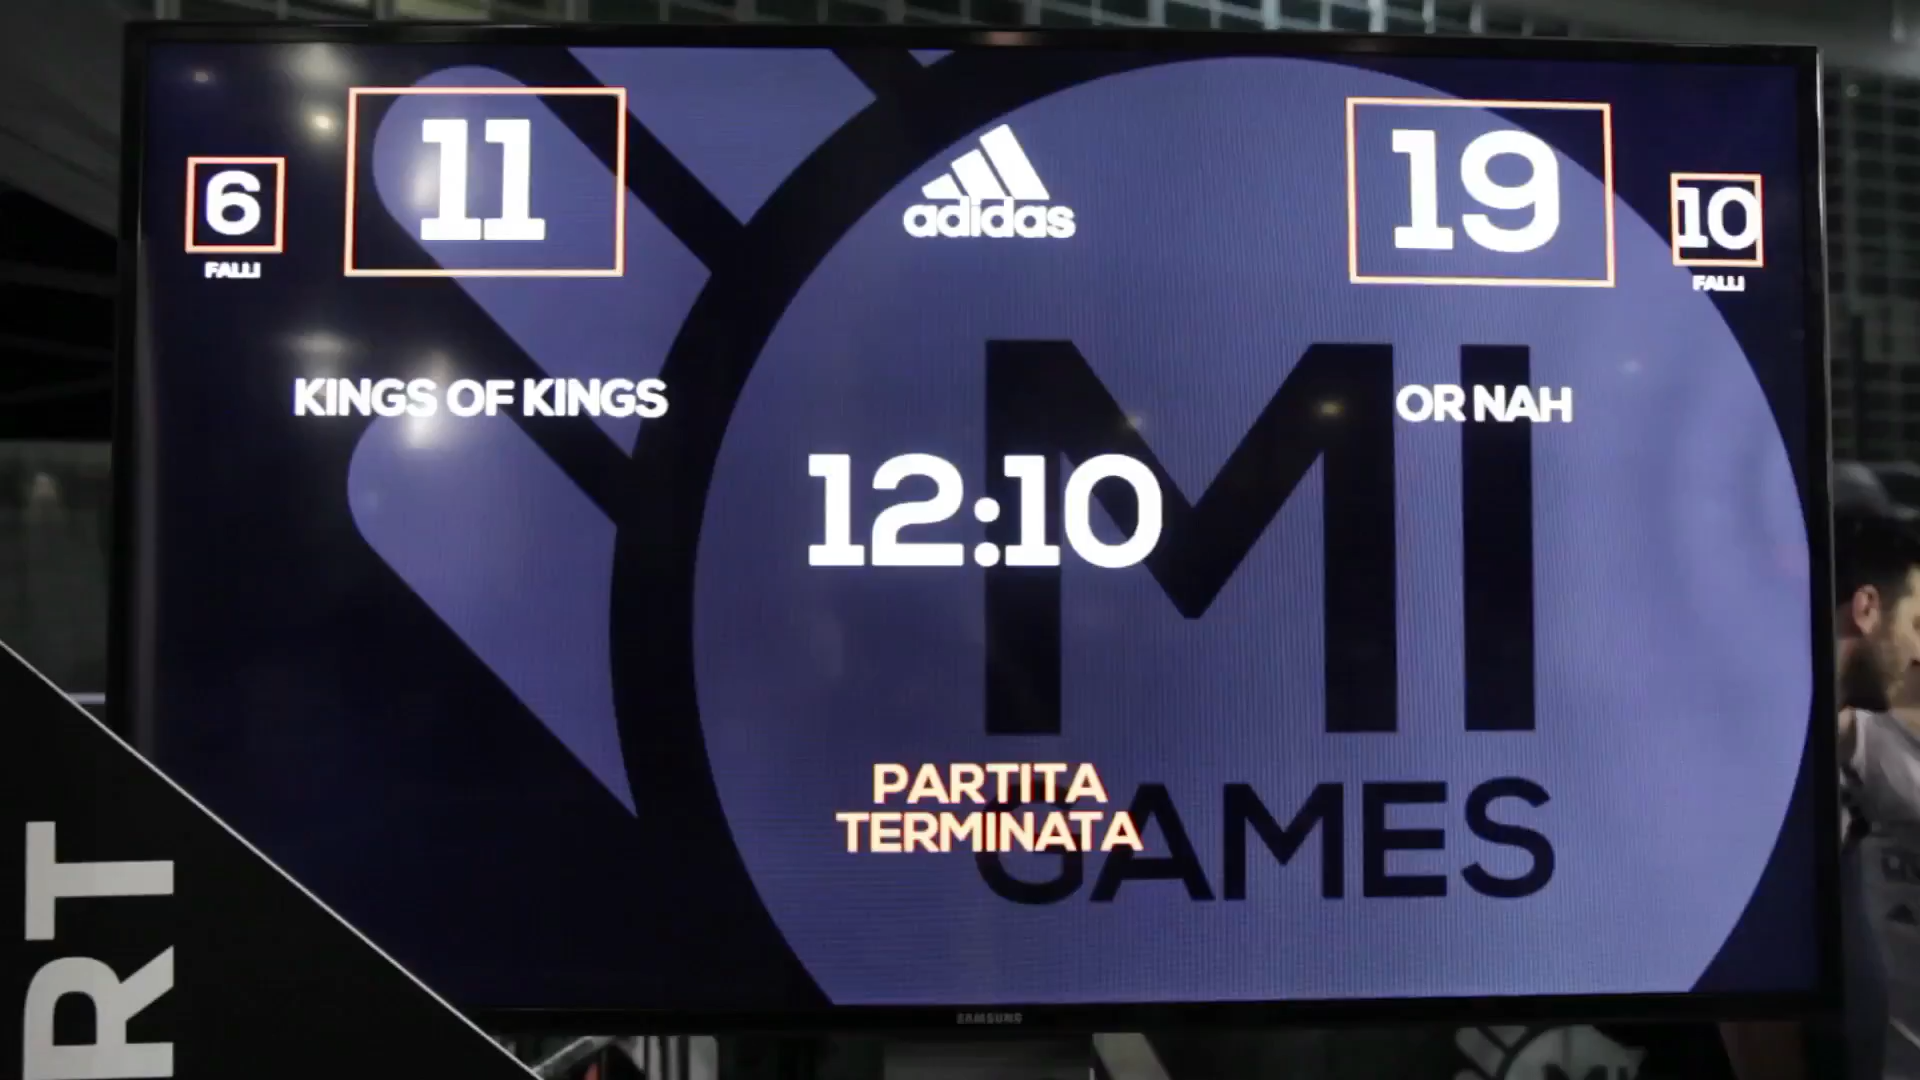 6
FALLI
11
adidas
19
10
FALLI
KINGS OF KINGS
OR NAH
12:10
MI
GAMES
PARTITA
TERMINATA
SAMSUNG
RT